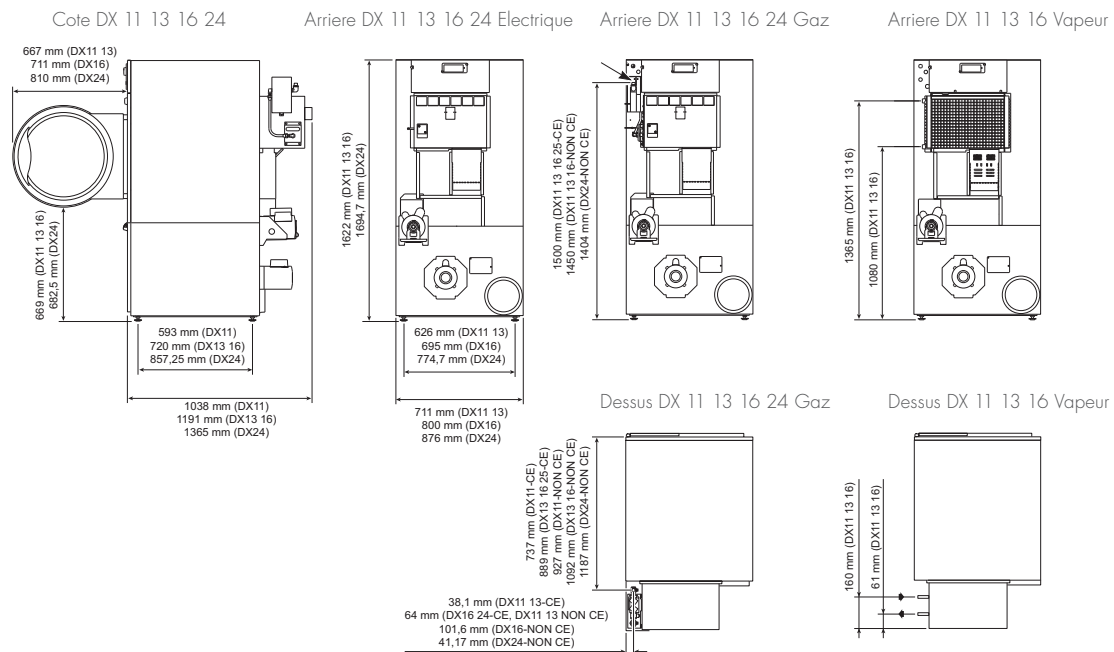 Cote DX 11 13 16 24
Arriere DX 11 13 16 24 Electrique
Arriere DX 11 13 16 24 Gaz
Arriere DX 11 13 16 Vapeur
667 mm (DX11 13)
711 mm (DX16)
810 mm (DX24)
669 mm (DX11 13 16)
682,5 mm (DX24)
593 mm (DX11)
720 mm (DX13 16)
857,25 mm (DX24)
1038 mm (DX11)
1191 mm (DX13 16)
1365 mm (DX24)
1622 mm (DX11 13 16)
1694,7 mm (DX24)
626 mm (DX11 13)
695 mm (DX16)
774,7 mm (DX24)
711 mm (DX11 13)
800 mm (DX16)
876 mm (DX24)
1500 mm (DX11 13 16 25-CE)
1450 mm (DX11 13 16-NON CE)
1404 mm (DX24-NON CE)
1365 mm (DX11 13 16)
1080 mm (DX11 13 16)
Dessus DX 11 13 16 24 Gaz
Dessus DX 11 13 16 Vapeur
737 mm (DX11-CE)
889 mm (DX13 16 25-CE)
927 mm (DX11-NON CE)
1092 mm (DX13 16-NON CE)
1187 mm (DX24-NON CE)
38,1 mm (DX11 13-CE)
64 mm (DX16 24-CE, DX11 13 NON CE)
101,6 mm (DX16-NON CE)
41,17 mm (DX24-NON CE)
160 mm (DX11 13 16)
61 mm (DX11 13 16)